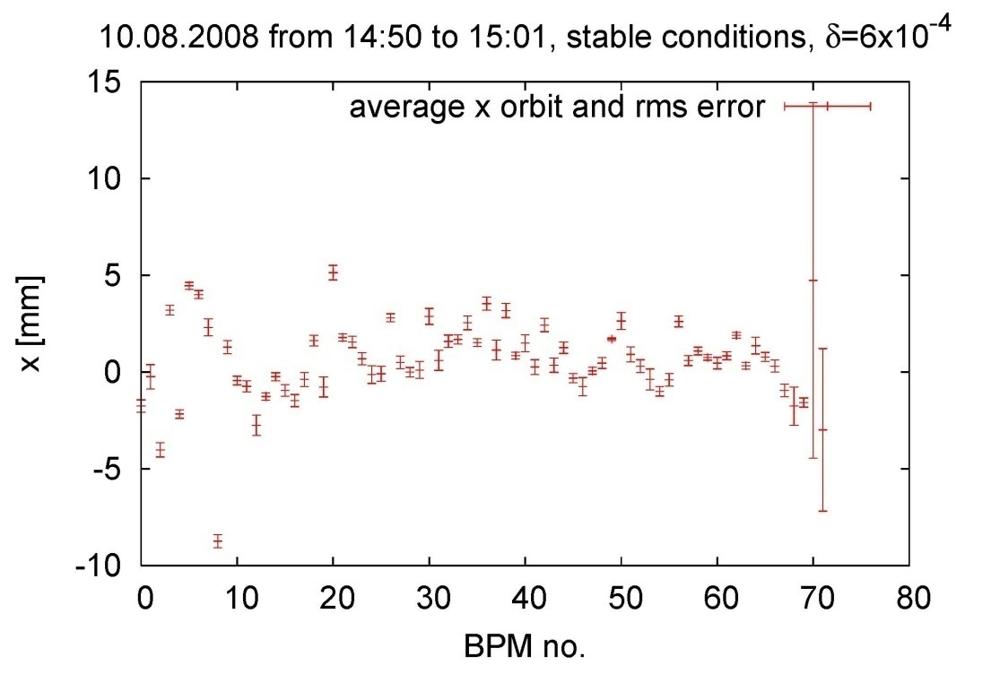 10.08.2008 from 14:50 to 15:01, stable conditions, δ=6x10⁻⁴
15
average x orbit and rms error
10
5
0
-5
-10
x [mm]
0 10 20 30 40 50 60 70 80
BPM no.